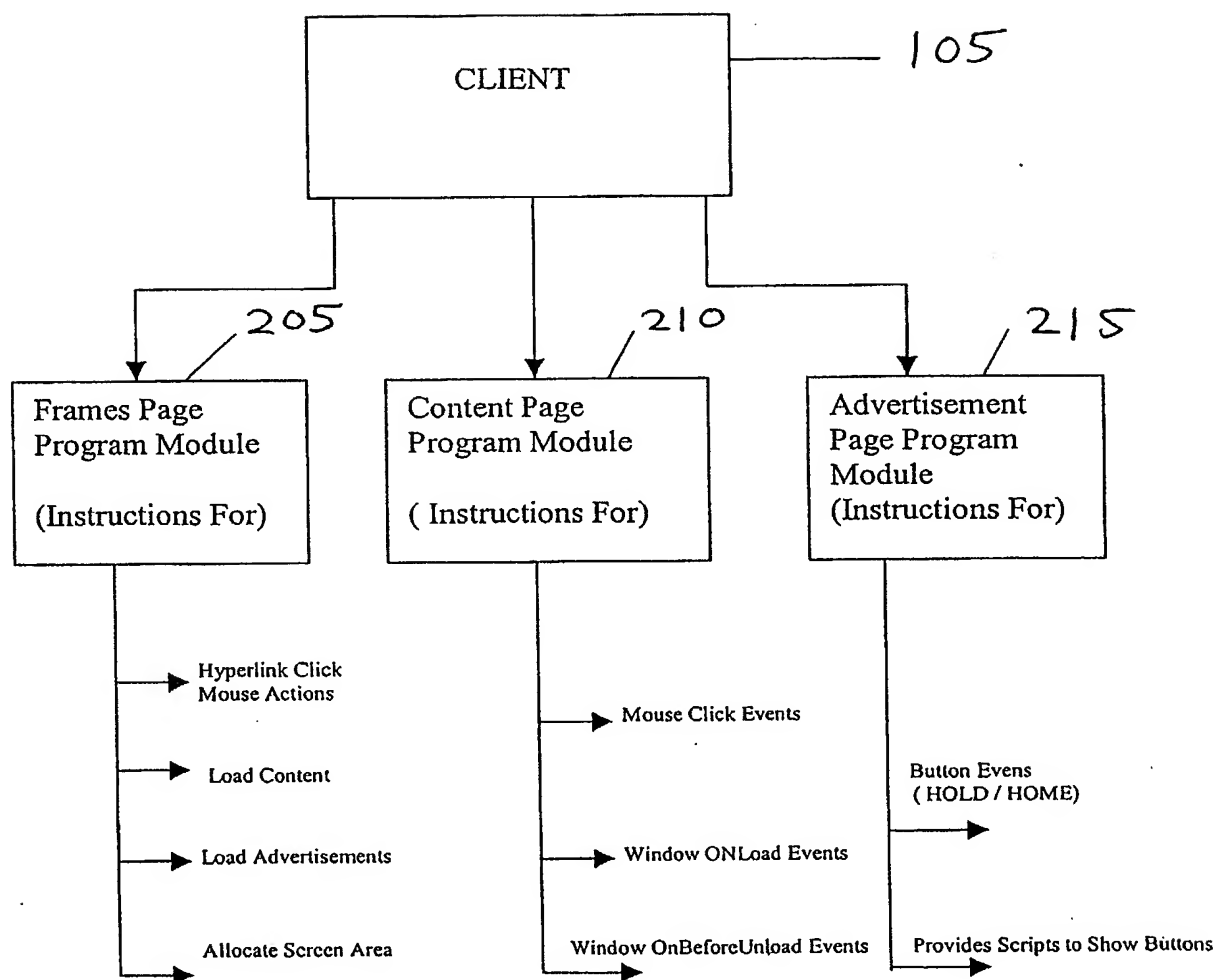 CLIENT
105
205
210
215
Frames Page
Program Module
(Instructions For)
Content Page
Program Module
( Instructions For)
Advertisement
Page Program
Module
(Instructions For)
Hyperlink Click
Mouse Actions
Load Content
Load Advertisements
Allocate Screen Area
Mouse Click Events
Window ONLoad Events
Window OnBeforeUnload Events
Button Evens
( HOLD / HOME)
Provides Scripts to Show Buttons